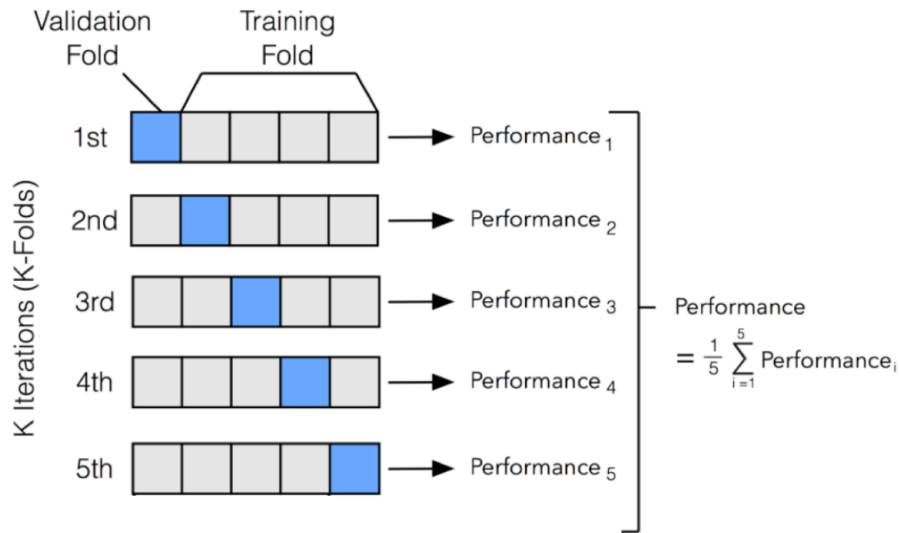 Validation
Fold
Training
Fold
K Iterations (K-Folds)
1st
Performance 1
2nd
Performance 2
3rd
Performance 3
4th
Performance 4
5th
Performance 5
Performance
= 1/5 5∑i=1 Performance i